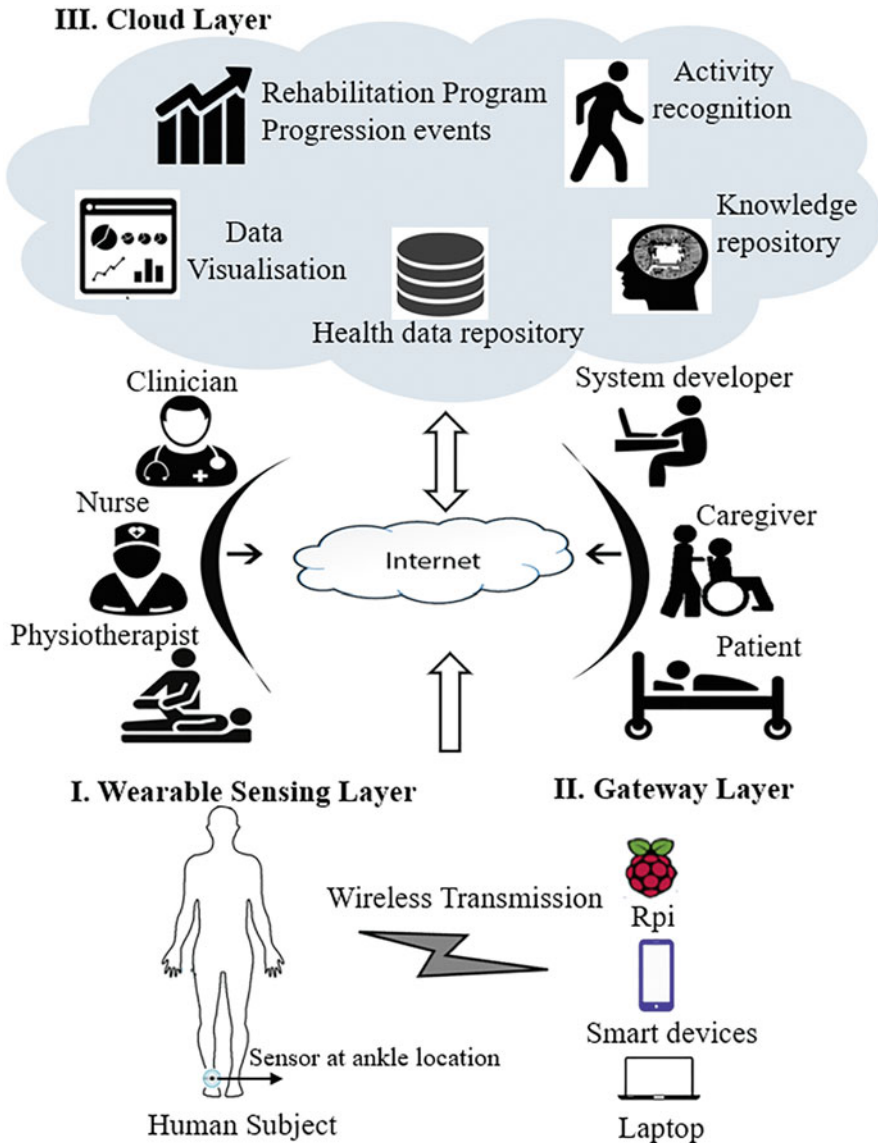 III. Cloud Layer
Rehabilitation Program
Progression events
Activity
recognition
Data
Visualisation
Knowledge
repository
Health data repository
Clinician
Nurse
Physiotherapist
System developer
Caregiver
Patient
Internet
I. Wearable Sensing Layer
II. Gateway Layer
Wireless Transmission
Rpi
Smart devices
Sensor at ankle location
Human Subject
Laptop